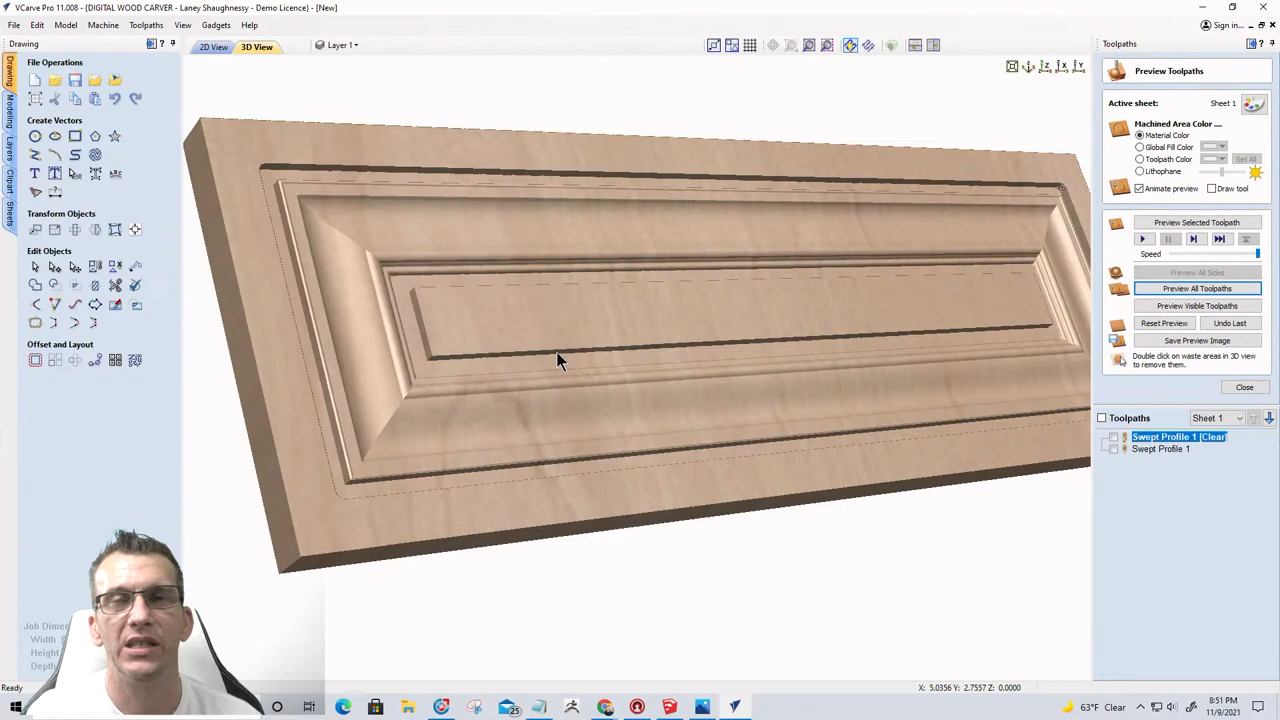 VCarve Pro 11.008 - {DIGITAL WOOD CARVER - Laney Shaughnessy - Demo Licence} - [New]
File Edit Model Machine Toolpaths View Gadgets Help Sign in...
Drawing
2D View 3D View Layer 1
Toolpaths
Drawing
Modeling
Layers
Clipart
Sheets
File Operations
Create Vectors
Transform Objects
Edit Objects
Offset and Layout
Job Dimen
Width
Height
Depth
Preview Toolpaths
Active sheet: Sheet 1
Machined Area Color ....
Material Color
Global Fill Color
Toolpath Color Set All
Lithophane
Animate preview Draw tool
Preview Selected Toolpath
Speed
Preview All Sides
Preview All Toolpaths
Preview Visible Toolpaths
Reset Preview Undo Last
Save Preview Image
Double click on waste areas in 3D view
to remove them.
Close
Toolpaths Sheet 1
Swept Profile 1 [Clear]
Swept Profile 1
Ready X: 5.0356 Y: 2.7557 Z: 0.0000
25
63°F Clear 8:51 PM
11/9/2021